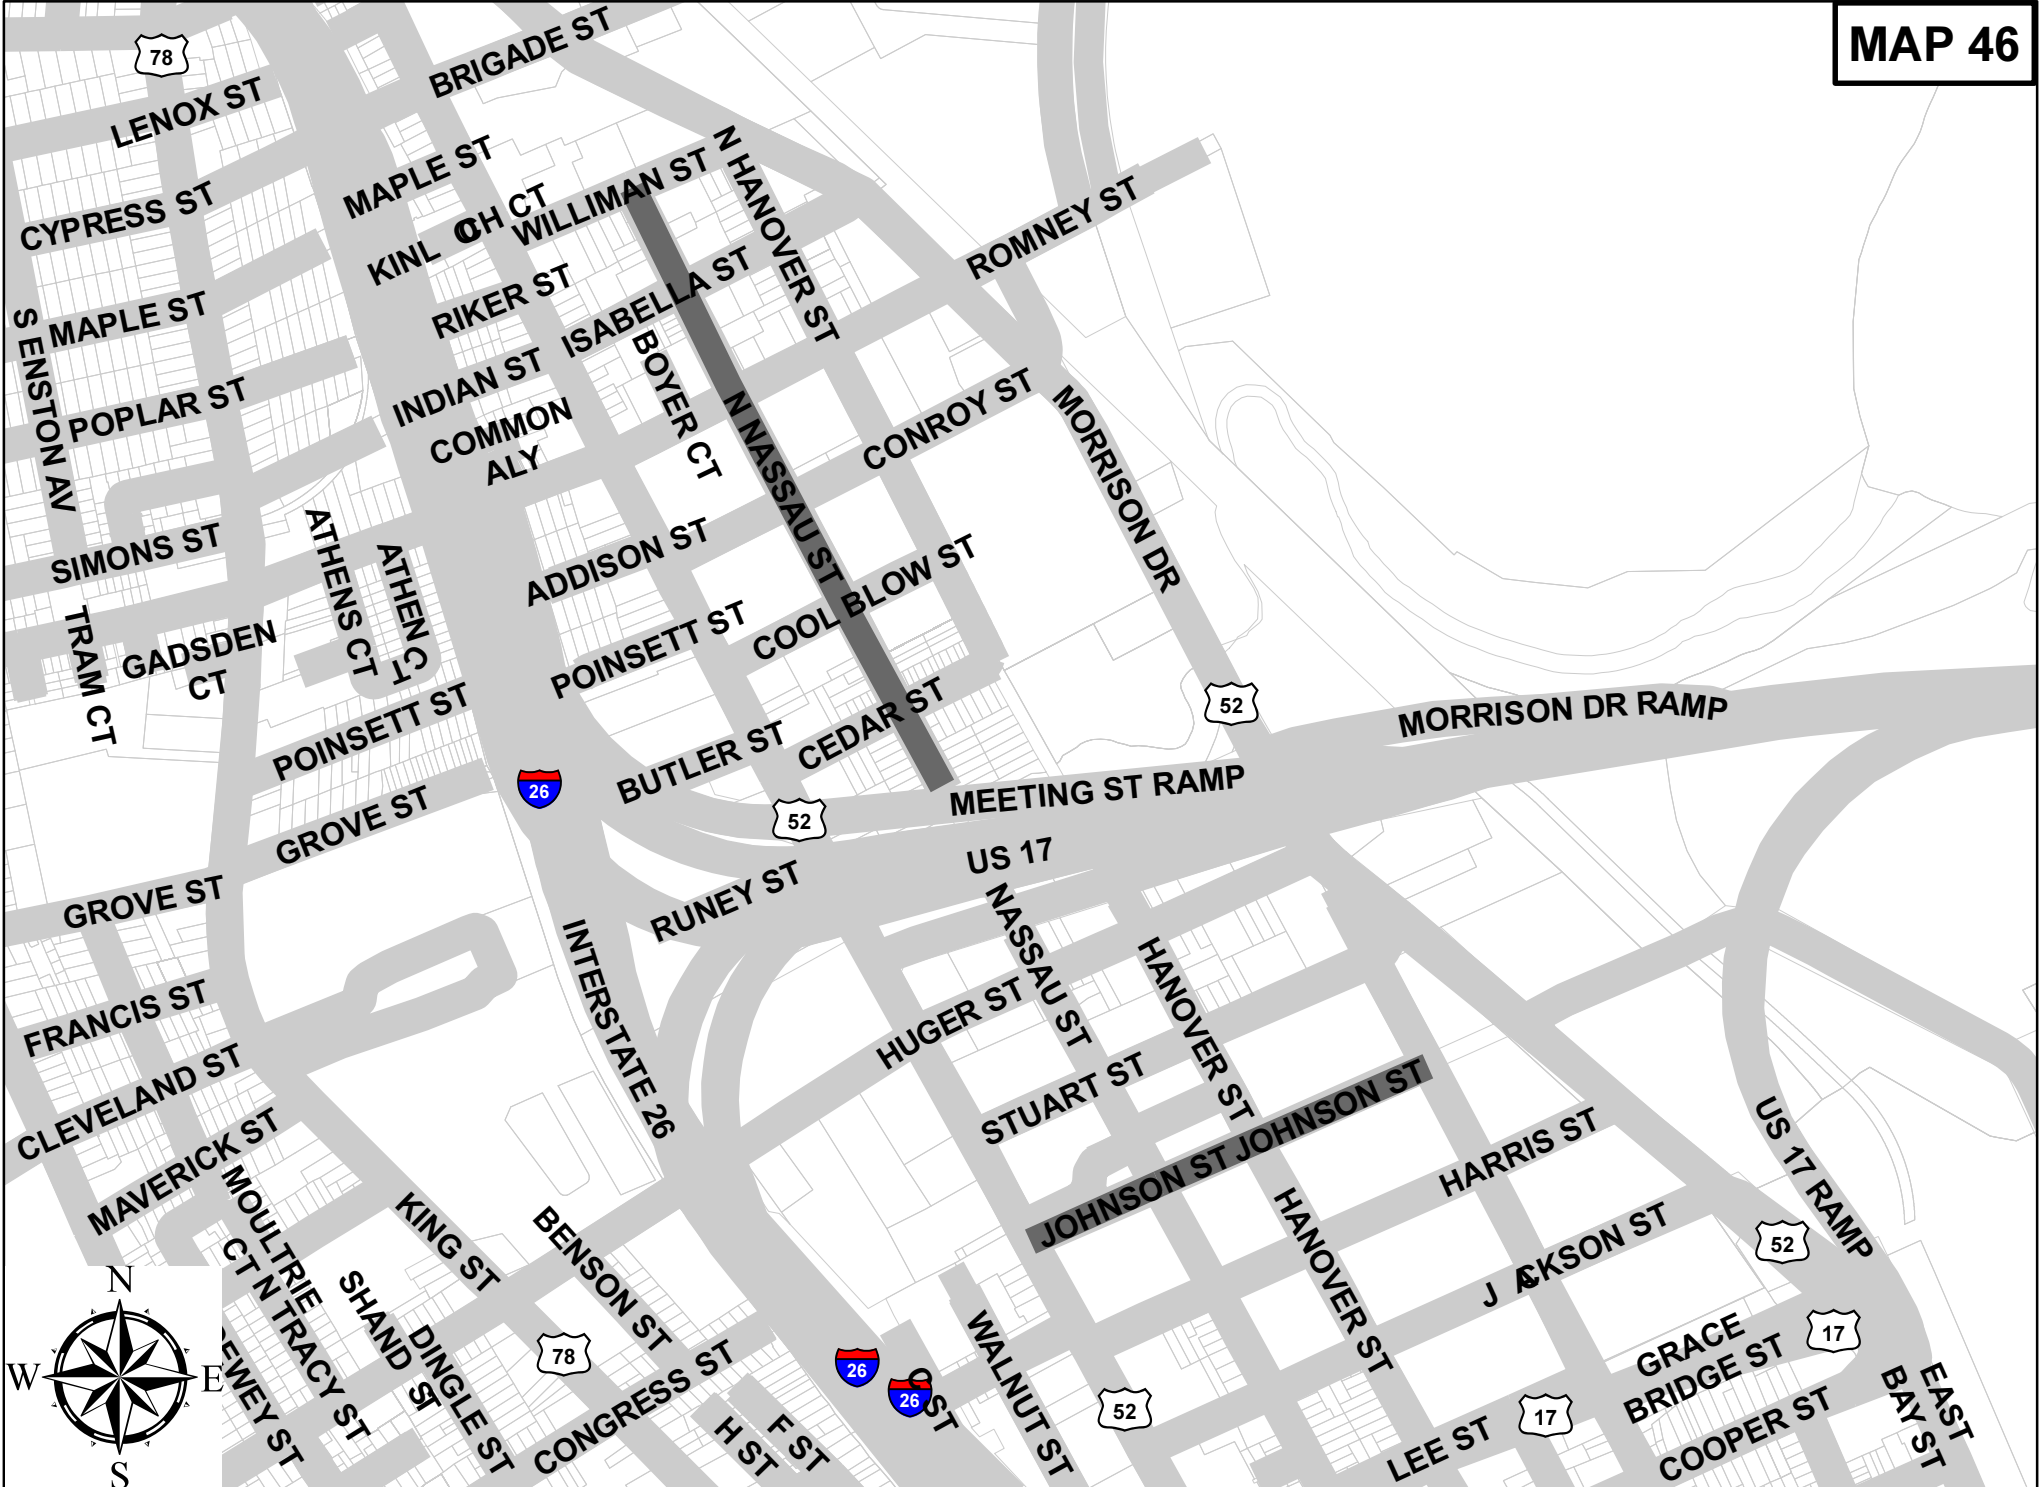 MAP 46
78
BRIGADE ST
LENOX ST
MAPLE ST
N HANOVER ST
WILLIMAN ST
CYPRESS ST
KINL OCH CT
ROMNEY ST
RIKER ST
ISABELLA ST
S ENSTON AV
MAPLE ST
BOYER CT
INDIAN ST
POPLAR ST
COMMON
ALY
N NASSAU ST
CONROY ST
MORRISON DR
SIMONS ST
ATHENS CT
ATHEN CT
ADDISON ST
COOL BLOW ST
TRAM CT
GADSDEN
CT
POINSETT ST
POINSETT ST
CEDAR ST
BUTLER ST
52
MORRISON DR RAMP
26
52
MEETING ST RAMP
GROVE ST
US 17
GROVE ST
RUNEY ST
NASSAU ST
INTERSTATE 26
HANOVER ST
HUGER ST
FRANCIS ST
CLEVELAND ST
STUART ST
JOHNSON ST
JOHNSON ST
MAVERICK ST
HARRIS ST
US 17 RAMP
MOULTRIE
CT
KING ST
BENSON ST
HANOVER ST
J ACKSON ST
52
N TRACY ST
SHAND ST
DINGLE ST
78
CONGRESS ST
26
26
WALNUT ST
52
GRACE
BRIDGE ST
17
17
LEE ST
COOPER ST
EAST
BAY ST
H ST
F ST
N
W
E
S